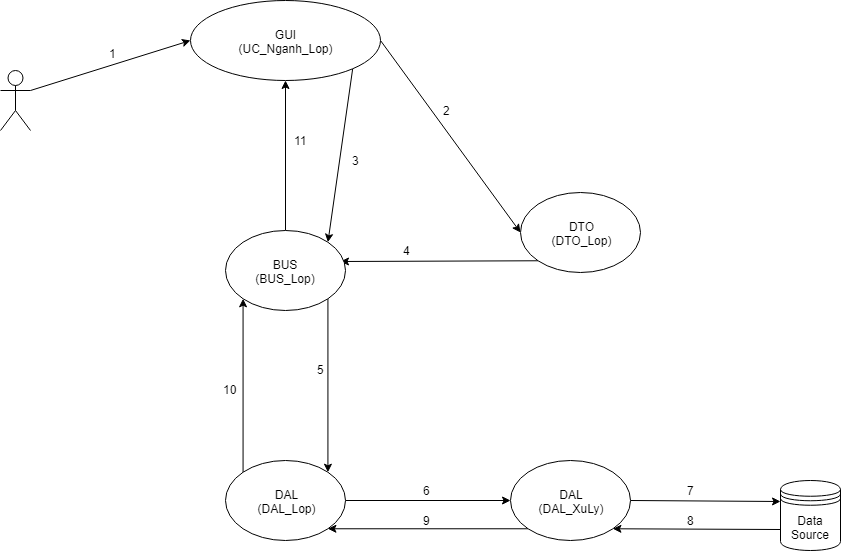 GUI
(UC_Nganh_Lop)
1
2
11
3
DTO
(DTO_Lop)
4
BUS
(BUS_Lop)
5
10
DAL
(DAL_Lop)
6
9
DAL
(DAL_XuLy)
7
8
Data
Source